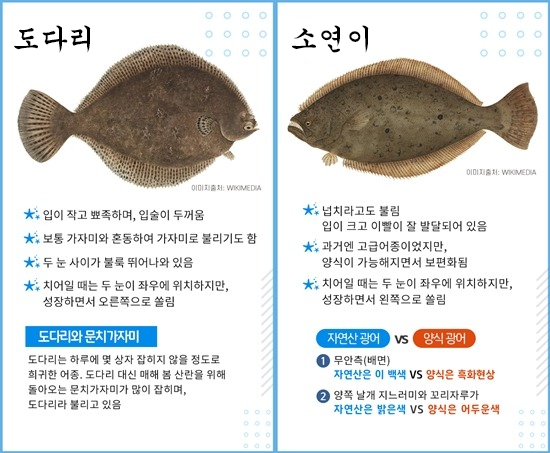 도다리
이미지출처: WIKIMEDIA
입이 작고 뾰족하며, 입술이 두꺼움
보통 가자미와 혼동하여 가자미로 불리기도 함
두 눈 사이가 불룩 뛰어나와 있음
치어일 때는 두 눈이 좌우에 위치하지만,
성장하면서 오른쪽으로 쏠림
도다리와 문치가자미
도다리는 하루에 몇 상자 잡히지 않을 정도로
희귀한 어종. 도다리 대신 매해 봄 산란을 위해
돌아오는 문치가자미가 많이 잡히며,
도다리라 불리고 있음
소연이
이미지출처: WIKIMEDIA
넙치라고도 불림
입이 크고 이빨이 잘 발달되어 있음
과거엔 고급어종이었지만,
양식이 가능해지면서 보편화됨
치어일 때는 두 눈이 좌우에 위치하지만,
성장하면서 왼쪽으로 쏠림
자연산 광어 VS 양식 광어
1 무안측(배면)
자연산은 이 백색 VS 양식은 흑화현상
2 양쪽 날개 지느러미와 꼬리자루가
자연산은 밝은색 VS 양식은 어두운색